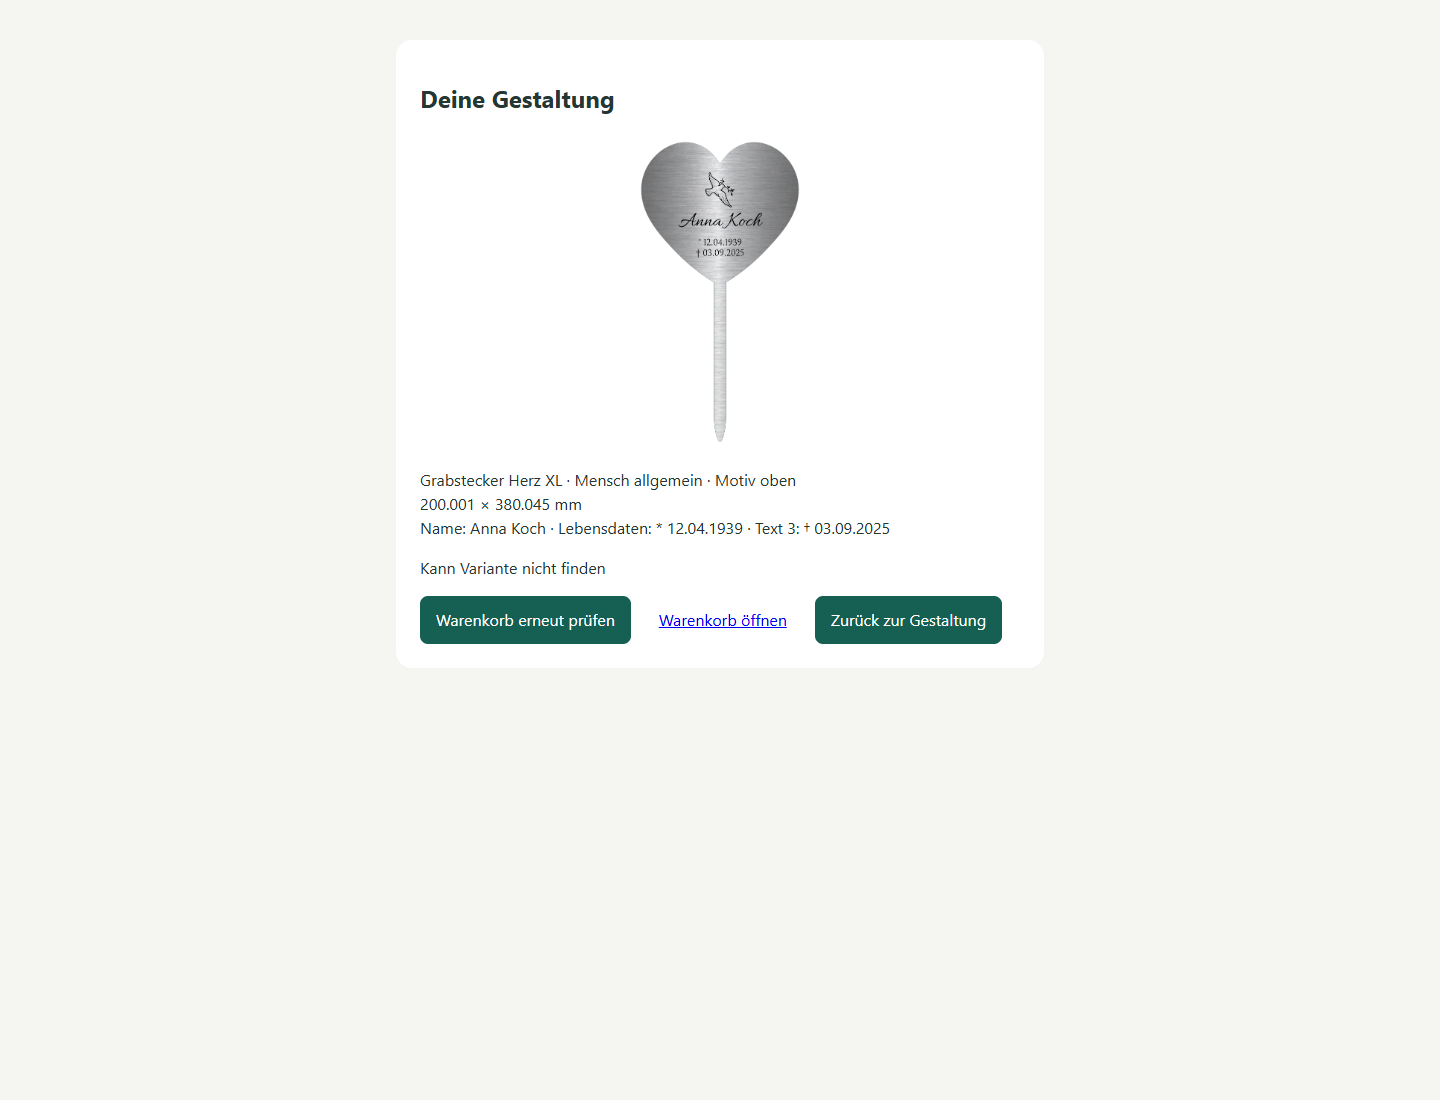 Deine Gestaltung
Anna Koch
* 12.04.1939
† 03.09.2025
Grabstecker Herz XL · Mensch allgemein · Motiv oben
200.001 × 380.045 mm
Name: Anna Koch · Lebensdaten: * 12.04.1939 · Text 3: † 03.09.2025
Kann Variante nicht finden
Warenkorb erneut prüfen
Warenkorb öffnen
Zurück zur Gestaltung